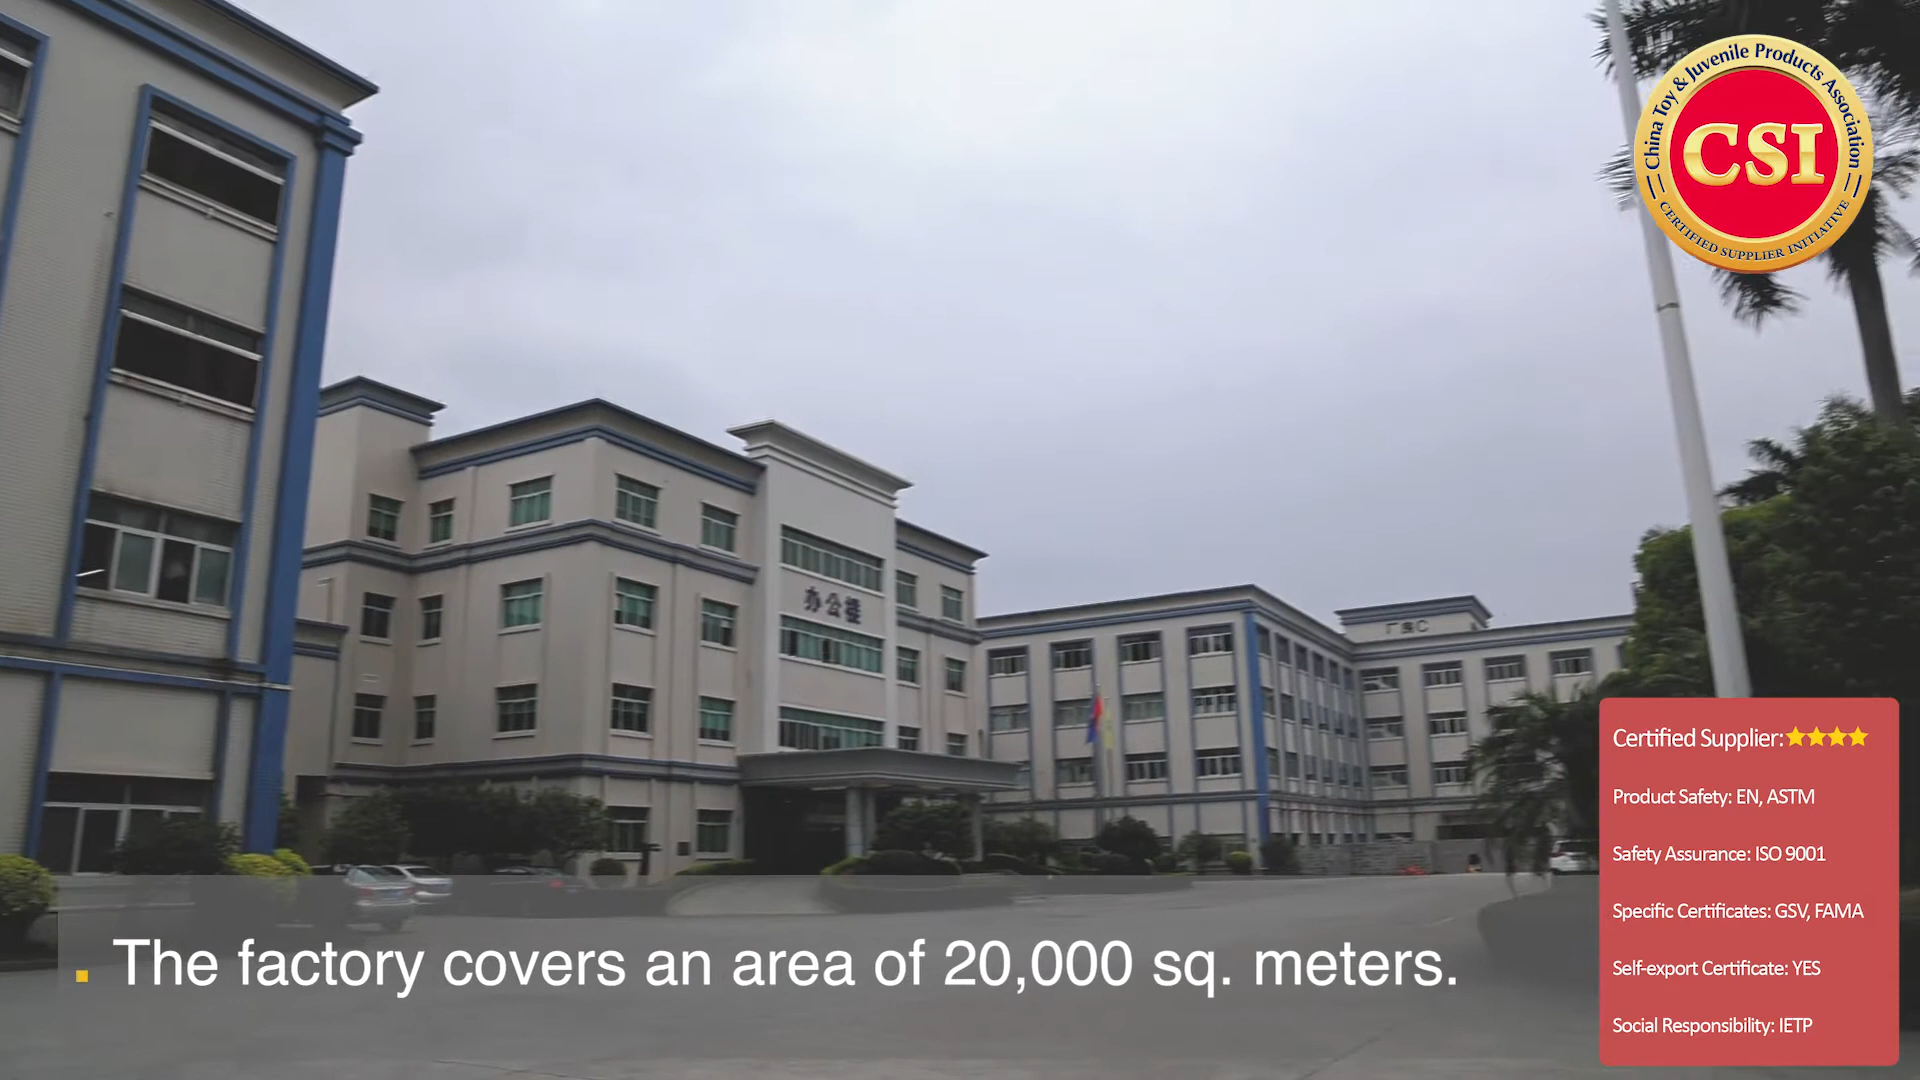 China Toy & Juvenile Products Association
CSI
CERTIFIED SUPPLIER INITIATIVE
办公楼
厂房C
Certified Supplier:★★★★
Product Safety: EN, ASTM
Safety Assurance: ISO 9001
Specific Certificates: GSV, FAMA
Self-export Certificate: YES
Social Responsibility: IETP
The factory covers an area of 20,000 sq. meters.